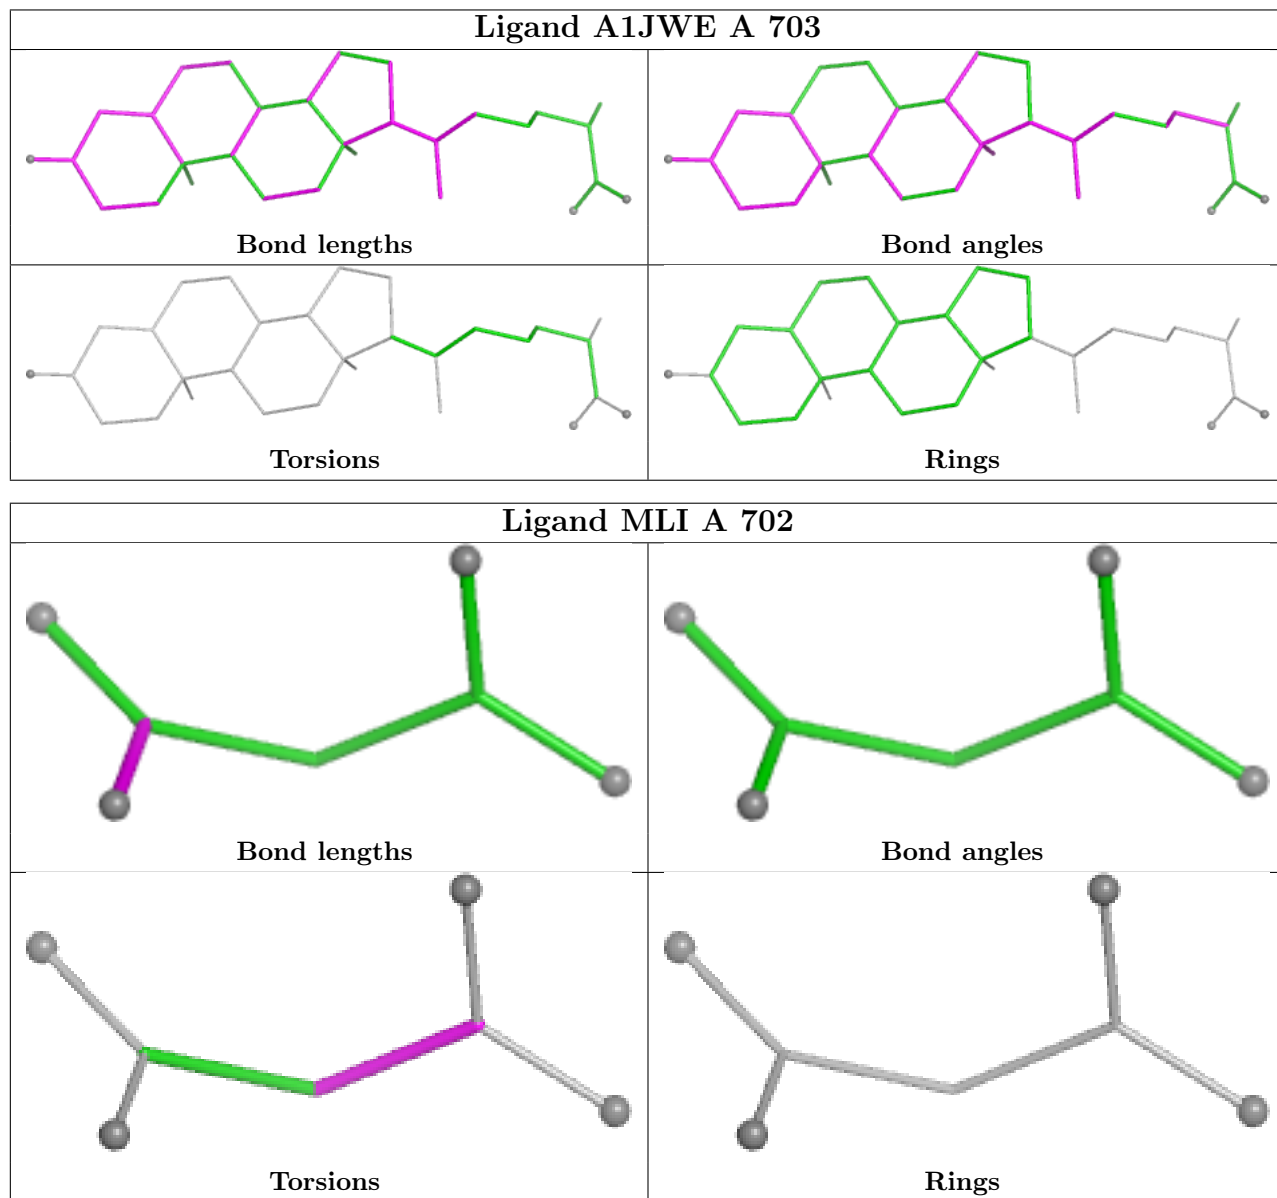 Ligand A1JWE A 703
Bond lengths
Bond angles
Torsions
Rings
Ligand MLI A 702
Bond lengths
Bond angles
Torsions
Rings